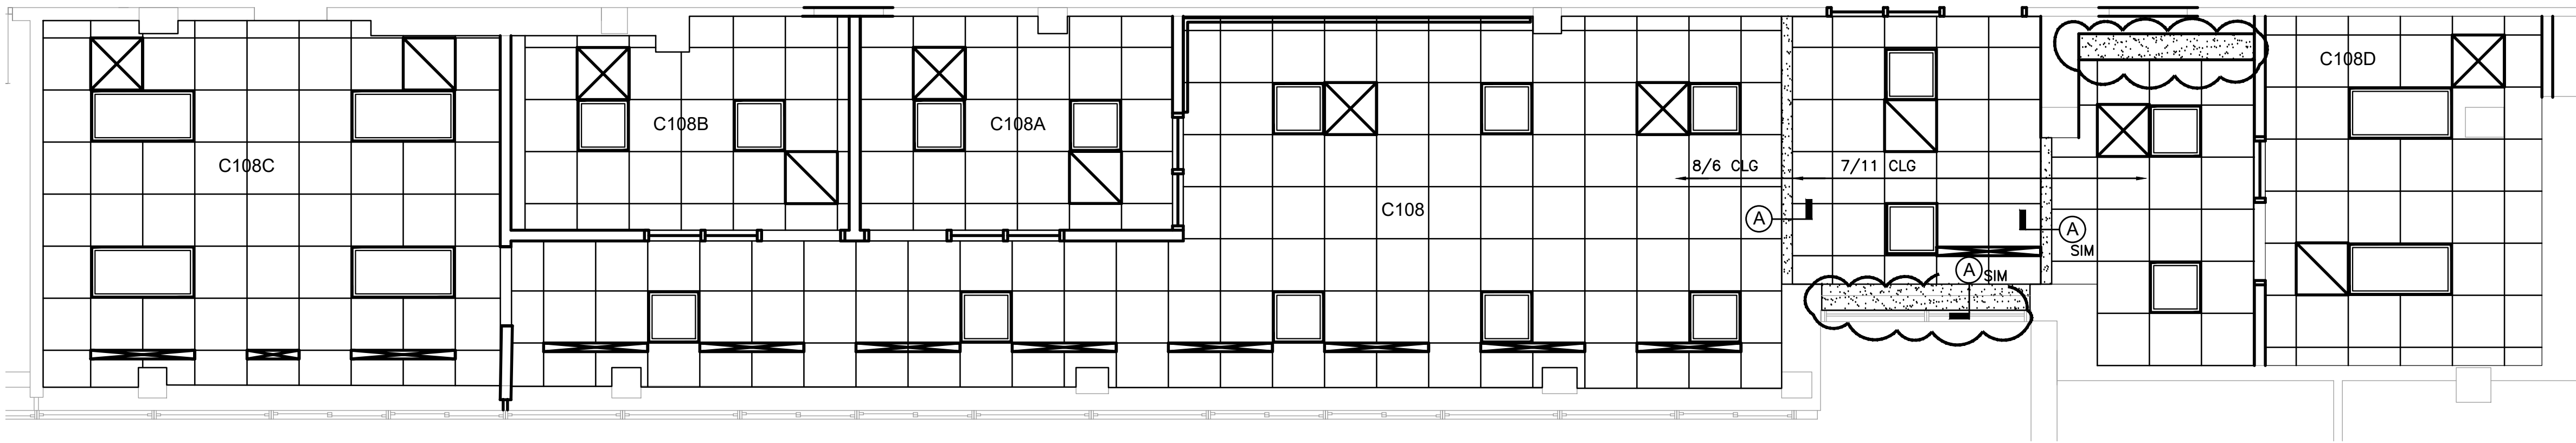 C108D
C108B
C108A
C108C
8/6 CLG
7/11 CLG
C108
A
A
SIM
A
SIM